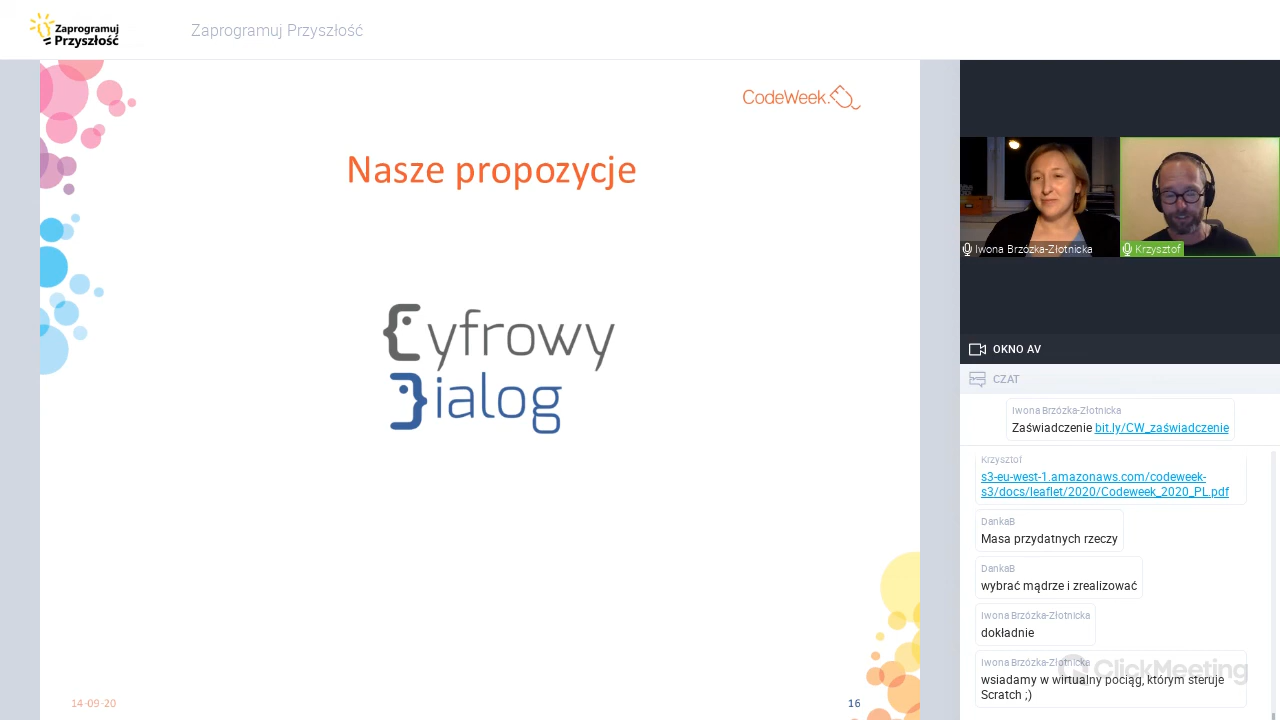 Zaprogramuj
Przyszłość
Zaprogramuj Przyszłość
CodeWeek.
Nasze propozycje
Cyfrowy
Dialog
14-09-20
16
Iwona Brzózka-Złotnicka
Krzysztof
OKNO AV
CZAT
Iwona Brzózka-Złotnicka
Zaświadczenie bit.ly/CW_zaświadczenie
Krzysztof
s3-eu-west-1.amazonaws.com/codeweek-
s3/docs/leaflet/2020/Codeweek_2020_PL.pdf
DankaB
Masa przydatnych rzeczy
DankaB
wybrać mądrze i zrealizować
Iwona Brzózka-Złotnicka
dokładnie
Iwona Brzózka-Złotnicka
ClickMeeting
wsiadamy w wirtualny pociąg, którym steruje
Scratch ;)